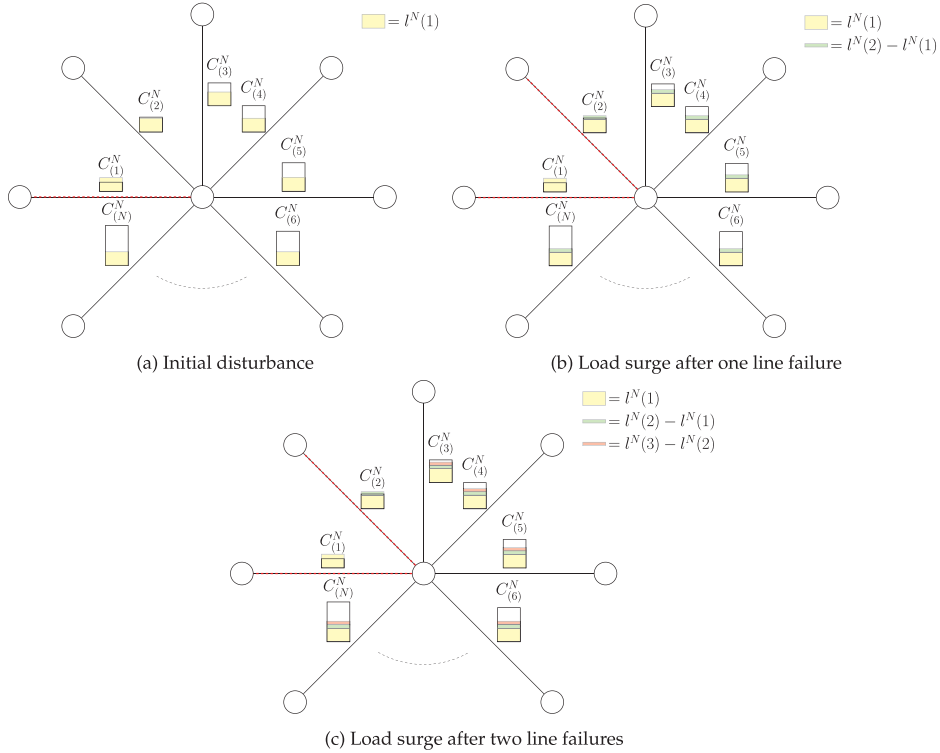 = l^N(1)
C^N_(3)
C^N_(2)
C^N_(4)
C^N_(1)
C^N_(5)
C^N_(N)
C^N_(6)
(a) Initial disturbance
= l^N(1)
= l^N(2) − l^N(1)
C^N_(3)
C^N_(2)
C^N_(4)
C^N_(1)
C^N_(5)
C^N_(N)
C^N_(6)
(b) Load surge after one line failure
= l^N(1)
= l^N(2) − l^N(1)
= l^N(3) − l^N(2)
C^N_(3)
C^N_(2)
C^N_(4)
C^N_(1)
C^N_(5)
C^N_(N)
C^N_(6)
(c) Load surge after two line failures